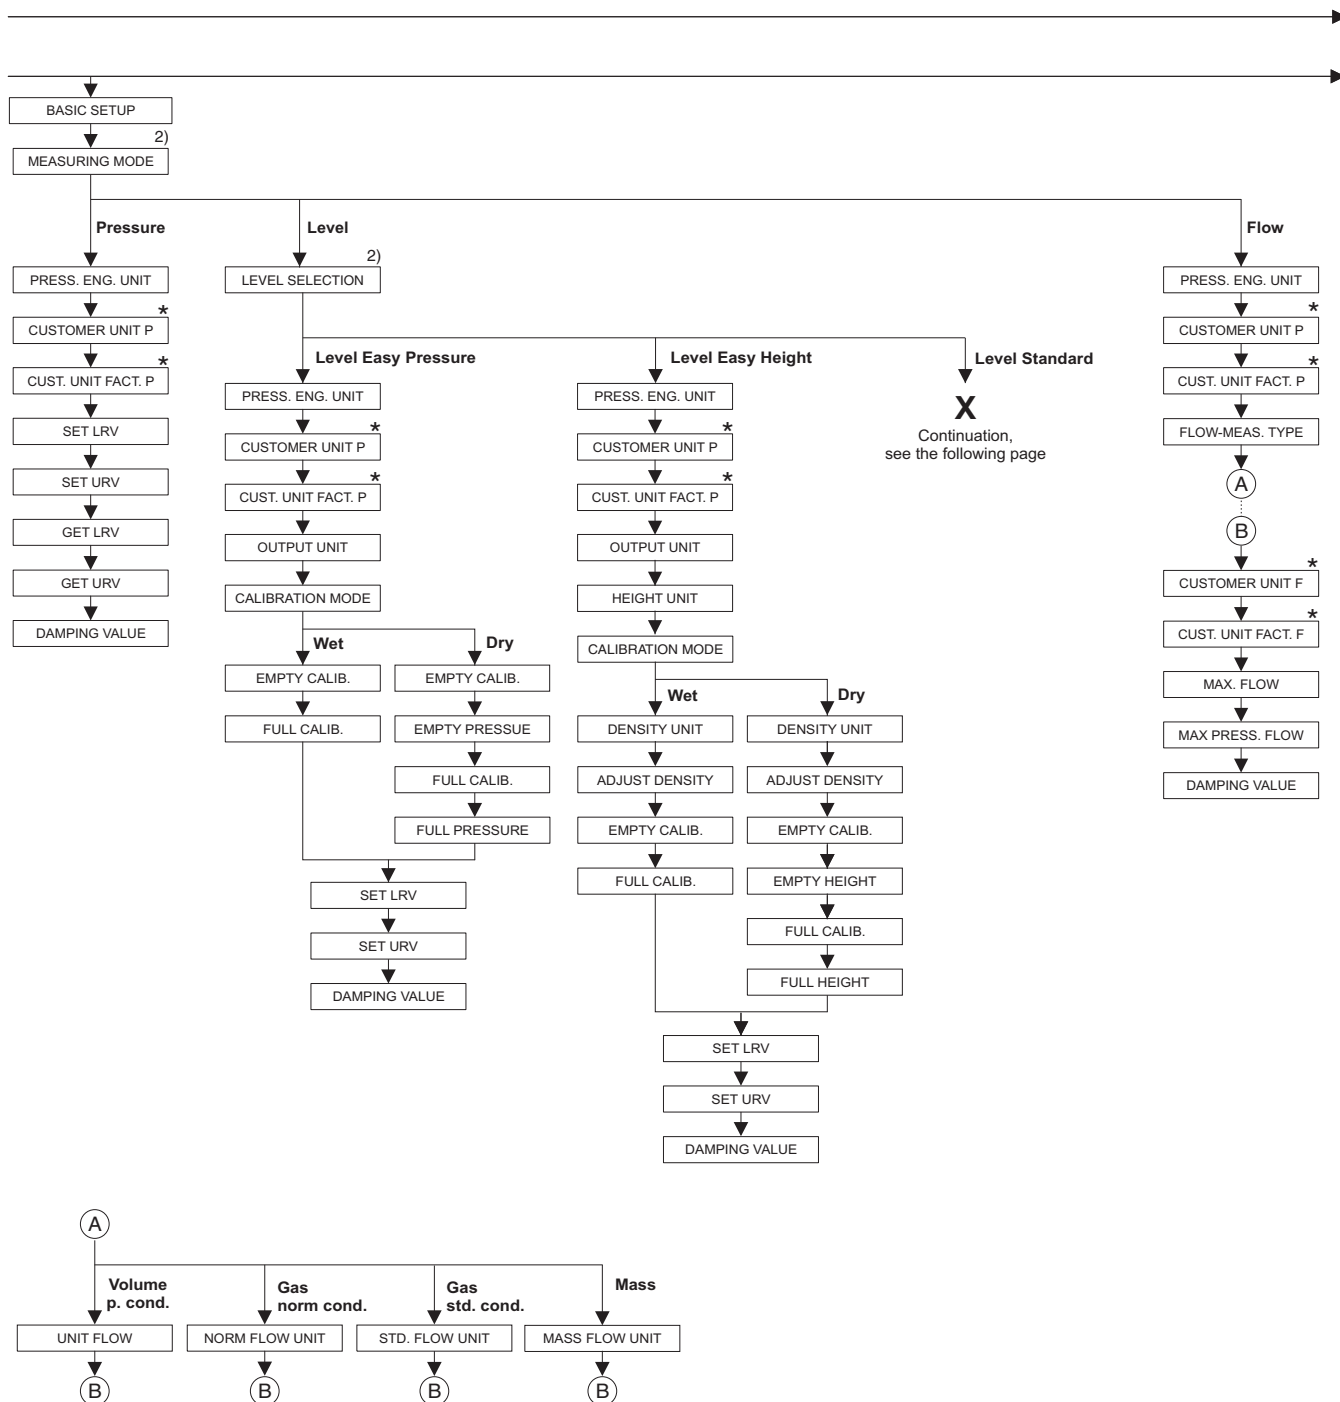 BASIC SETUP
2)
MEASURING MODE
Pressure
PRESS. ENG. UNIT
*
CUSTOMER UNIT P
*
CUST. UNIT FACT. P
SET LRV
SET URV
GET LRV
GET URV
DAMPING VALUE
Level
2)
LEVEL SELECTION
Level Easy Pressure
PRESS. ENG. UNIT
*
CUSTOMER UNIT P
*
CUST. UNIT FACT. P
OUTPUT UNIT
CALIBRATION MODE
Wet
EMPTY CALIB.
FULL CALIB.
Dry
EMPTY CALIB.
EMPTY PRESSUE
FULL CALIB.
FULL PRESSURE
SET LRV
SET URV
DAMPING VALUE
Level Easy Height
PRESS. ENG. UNIT
*
CUSTOMER UNIT P
*
CUST. UNIT FACT. P
OUTPUT UNIT
HEIGHT UNIT
CALIBRATION MODE
Wet
DENSITY UNIT
ADJUST DENSITY
EMPTY CALIB.
FULL CALIB.
Dry
DENSITY UNIT
ADJUST DENSITY
EMPTY CALIB.
EMPTY HEIGHT
FULL CALIB.
FULL HEIGHT
SET LRV
SET URV
DAMPING VALUE
Level Standard
X
Continuation,
see the following page
Flow
PRESS. ENG. UNIT
*
CUSTOMER UNIT P
*
CUST. UNIT FACT. P
FLOW-MEAS. TYPE
A
B
*
CUSTOMER UNIT F
*
CUST. UNIT FACT. F
MAX. FLOW
MAX PRESS. FLOW
DAMPING VALUE
A
Volume
p. cond.
UNIT FLOW
B
Gas
norm cond.
NORM FLOW UNIT
B
Gas
std. cond.
STD. FLOW UNIT
B
Mass
MASS FLOW UNIT
B